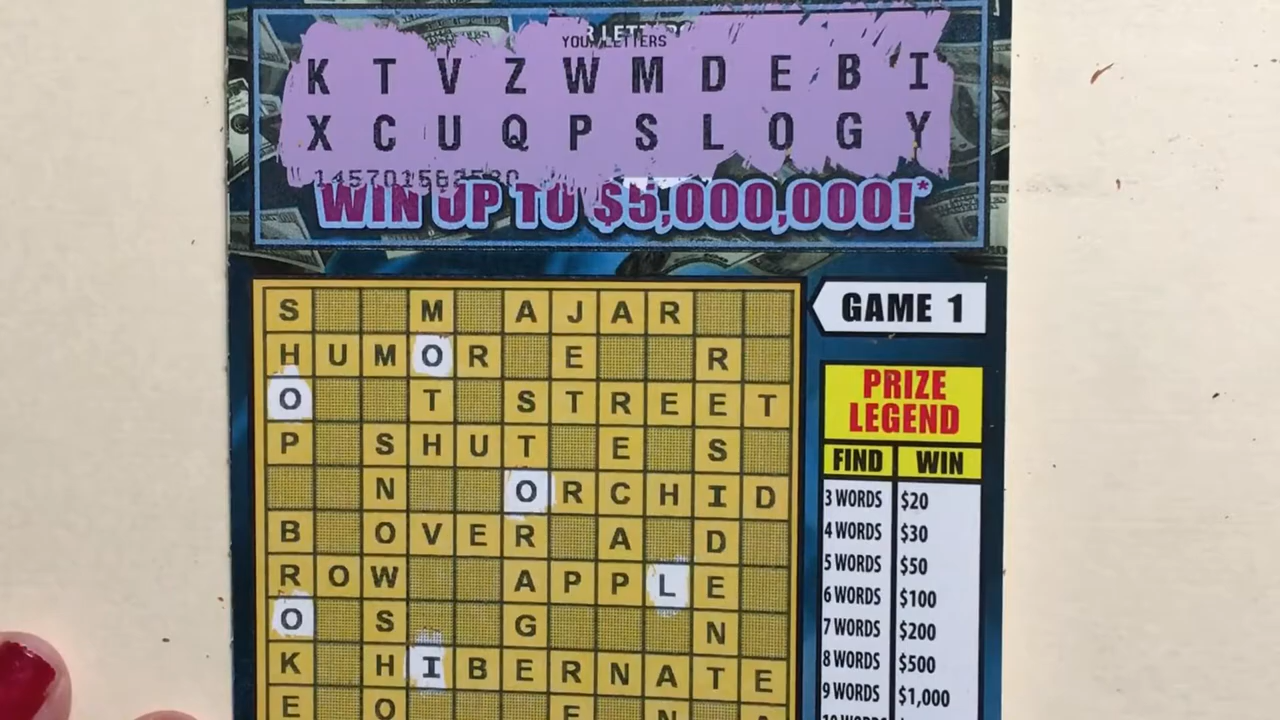 YOUR LETTERS
K T V Z W M D E B I
X C U Q P S L O G Y
WIN UP TO $5,000,000!*
GAME 1
S M A J A R
H U M O R E R
O T S T R E E T
P S H U T E S
N O R C H I D
B O V E R A D
R O W A P P L E
O S G N
K H I B E R N A T E
E O E N A
PRIZE LEGEND
FIND WIN
3 WORDS $20
4 WORDS $30
5 WORDS $50
6 WORDS $100
7 WORDS $200
8 WORDS $500
9 WORDS $1,000